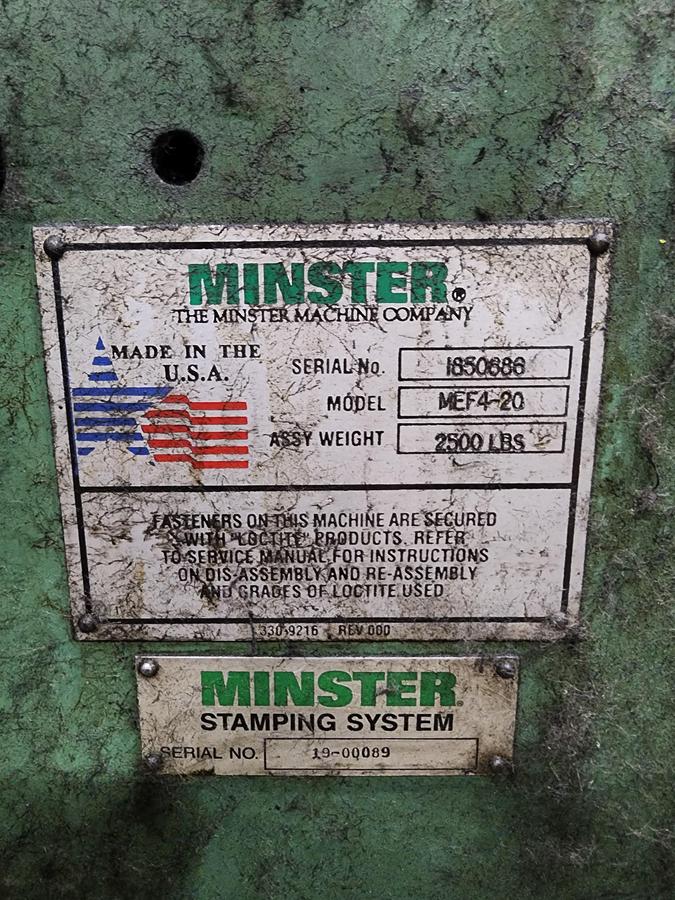 MINSTER®
THE MINSTER MACHINE COMPANY
MADE IN THE
U.S.A.
SERIAL No. 1850686
MODEL MEF4-20
ASSY WEIGHT 2500 LBS
FASTENERS ON THIS MACHINE ARE SECURED
WITH "LOCTITE" PRODUCTS. REFER
TO SERVICE MANUAL FOR INSTRUCTIONS
ON DIS-ASSEMBLY AND RE-ASSEMBLY
AND GRADES OF LOCTITE USED
330-9216 REV 000
MINSTER®
STAMPING SYSTEM
SERIAL NO. 19-00089